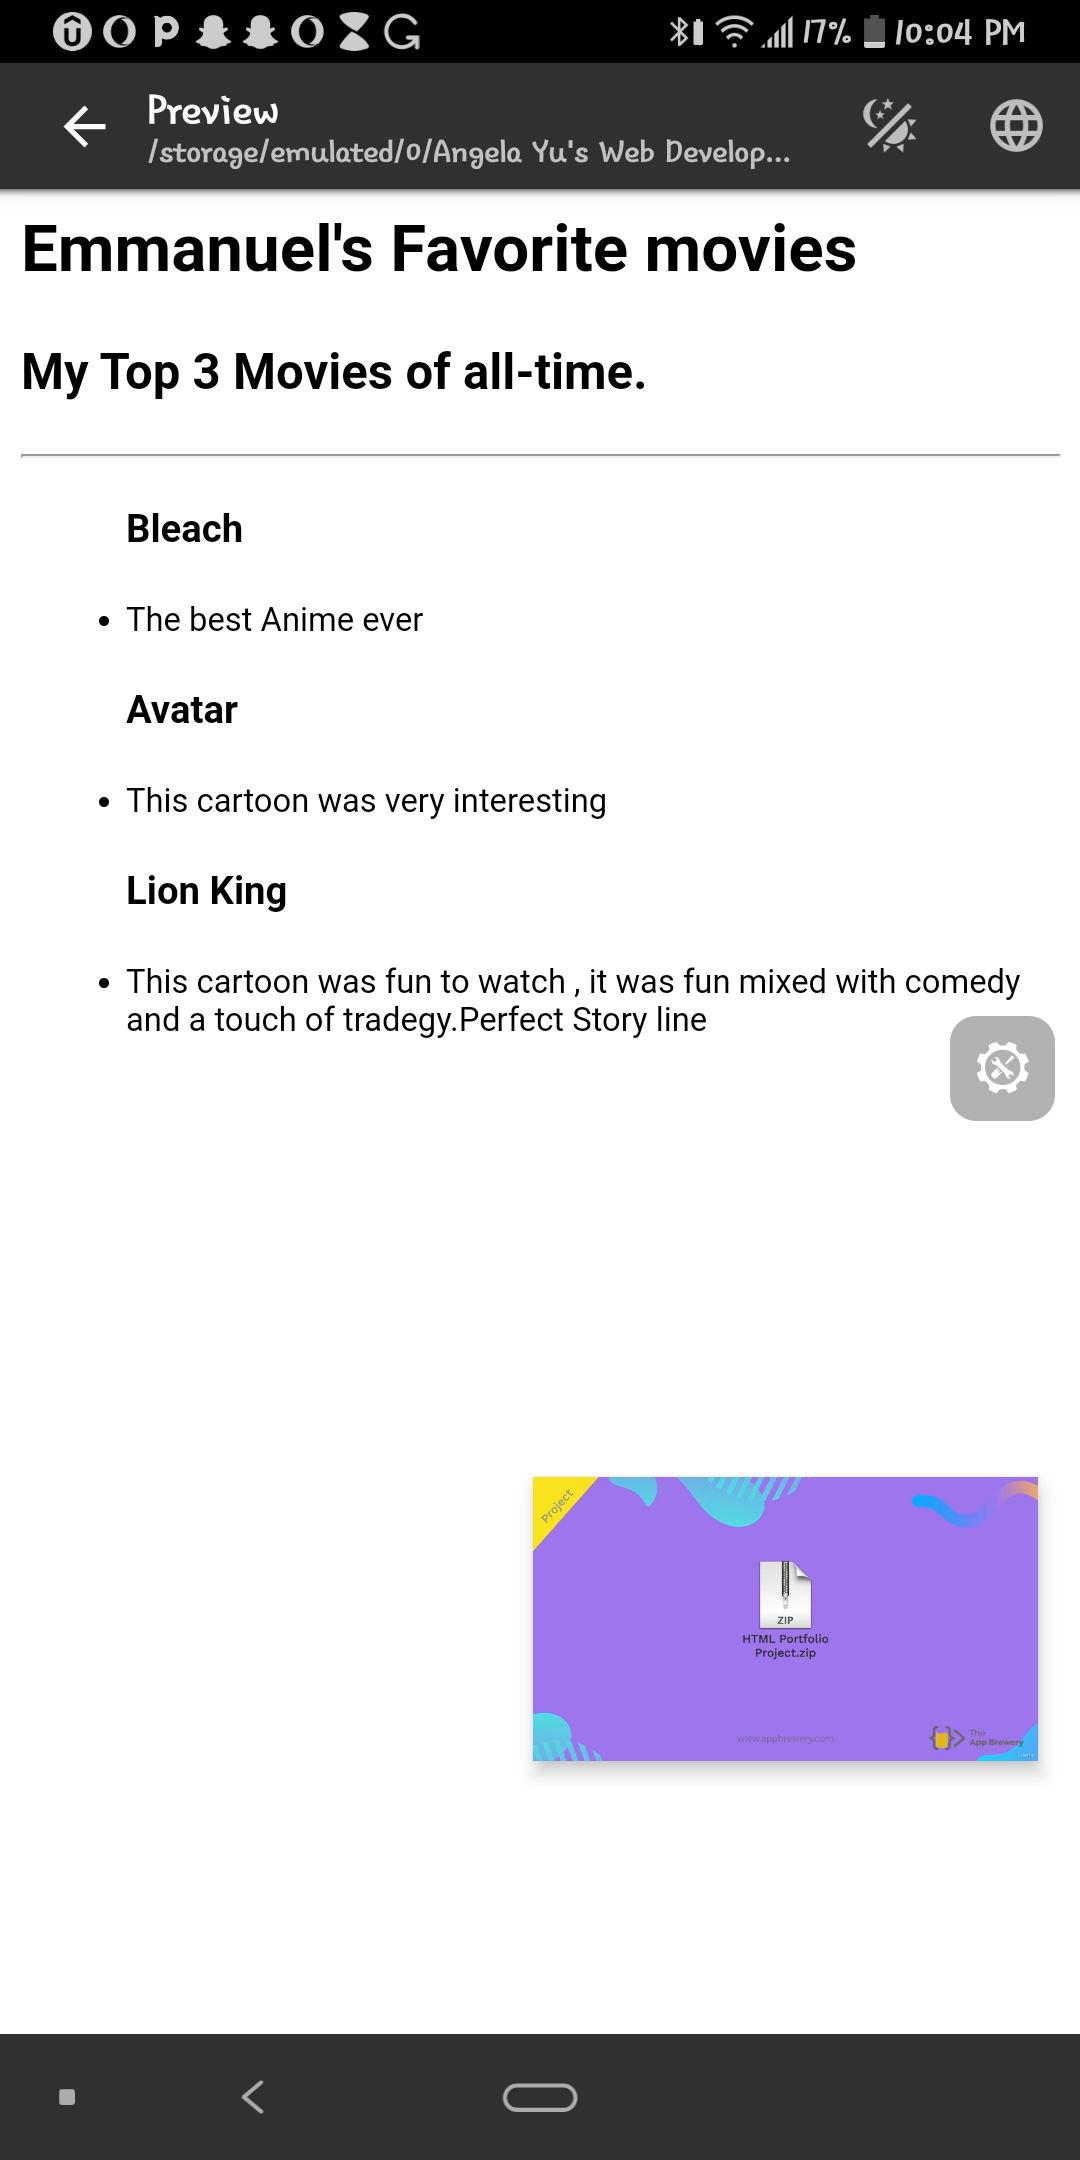 17% 10:04 PM
Preview
/storage/emulated/0/Angela Yu's Web Develop...
Emmanuel's Favorite movies
My Top 3 Movies of all-time.
Bleach
• The best Anime ever
Avatar
• This cartoon was very interesting
Lion King
• This cartoon was fun to watch , it was fun mixed with comedy
and a touch of tradegy.Perfect Story line
Project
ZIP
HTML Portfolio
Project.zip
www.appbrewery.com
The
App Brewery